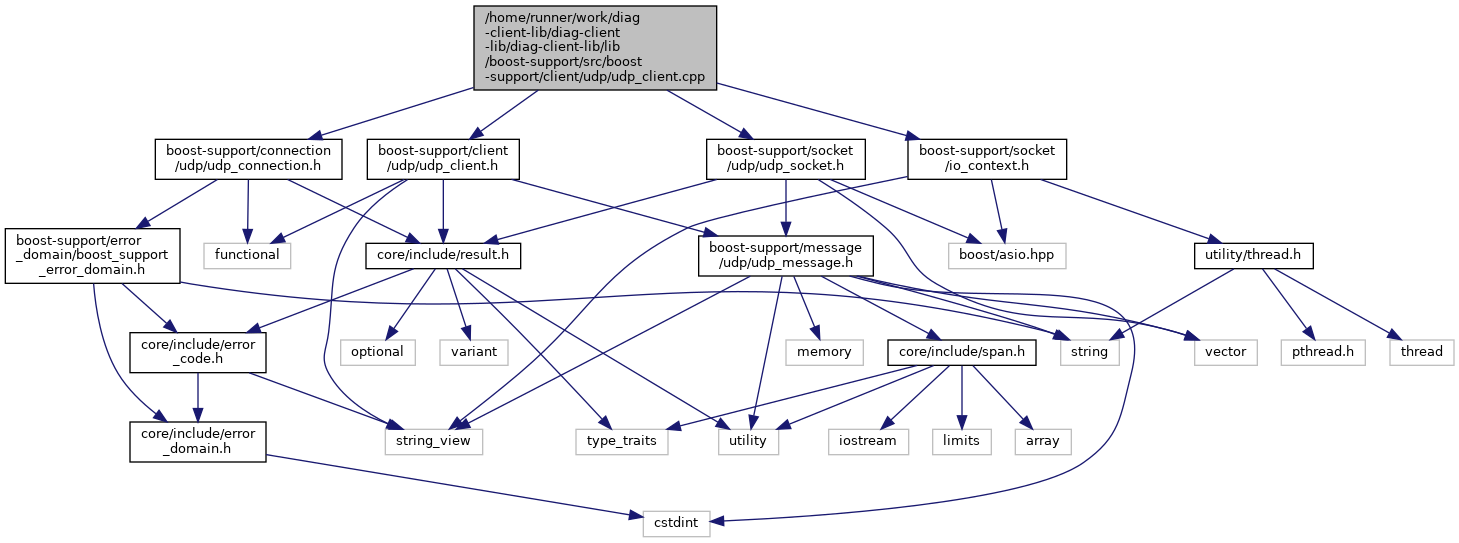 /home/runner/work/diag
-client-lib/diag-client
-lib/diag-client-lib/lib
/boost-support/src/boost
-support/client/udp/udp_client.cpp
boost-support/connection
/udp/udp_connection.h
boost-support/client
/udp/udp_client.h
boost-support/socket
/udp/udp_socket.h
boost-support/socket
/io_context.h
boost-support/error
_domain/boost_support
_error_domain.h
functional
core/include/result.h
boost-support/message
/udp/udp_message.h
boost/asio.hpp
utility/thread.h
core/include/error
_code.h
optional
variant
memory
core/include/span.h
string
vector
pthread.h
thread
core/include/error
_domain.h
string_view
type_traits
utility
iostream
limits
array
cstdint